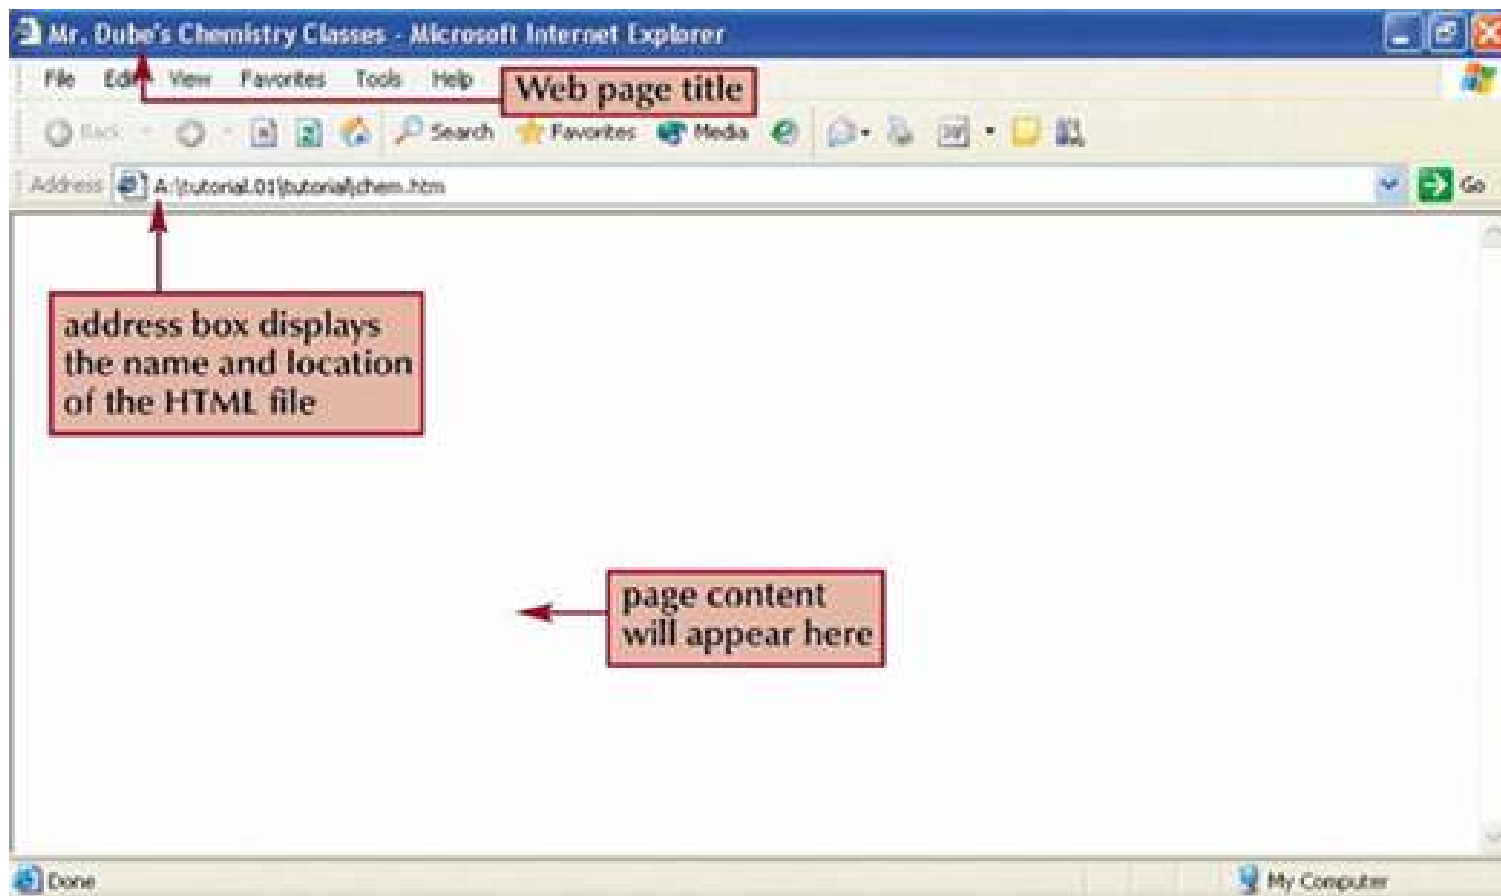 Mr. Dube's Chemistry Classes - Microsoft Internet Explorer
File Edit View Favorites Tools Help
Web page title
Back Search Favorites Media
Address A:\tutorial.01\tutorial\chem.htm Go
address box displays
the name and location
of the HTML file
page content
will appear here
Done My Computer